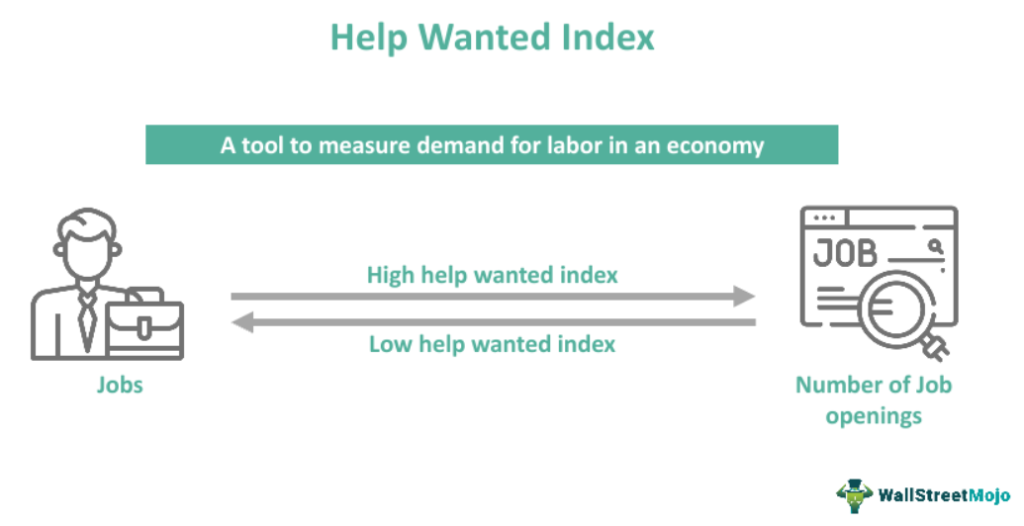 Help Wanted Index
A tool to measure demand for labor in an economy
JOB
High help wanted index
Low help wanted index
Jobs
Number of Job
openings
WallStreetMojo